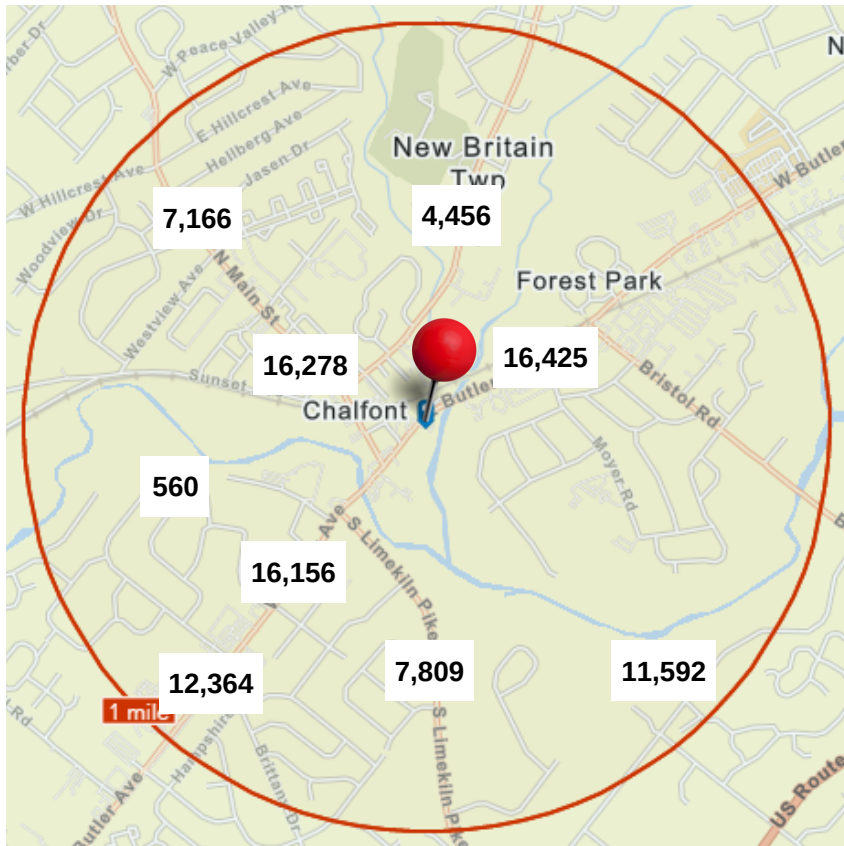 W Peace Valley R
rber Dr
N
E Hillcrest Ave
Hellberg Ave
New Britain
Twp
Jasen Dr
W Butler
W Hillcrest Ave
7,166
4,456
Woodview Dr
N Main St
Forest Park
Westview Ave
16,278
16,425
Sunset
Butler
Bristol Rd
Chalfont
Moyer Rd
560
Ave
B
S Limekiln Pike
16,156
12,364
7,809
11,592
1 mile
Rd
Hampshire
S Limekiln Pike
Brittany Dr
Butler Ave
US Route